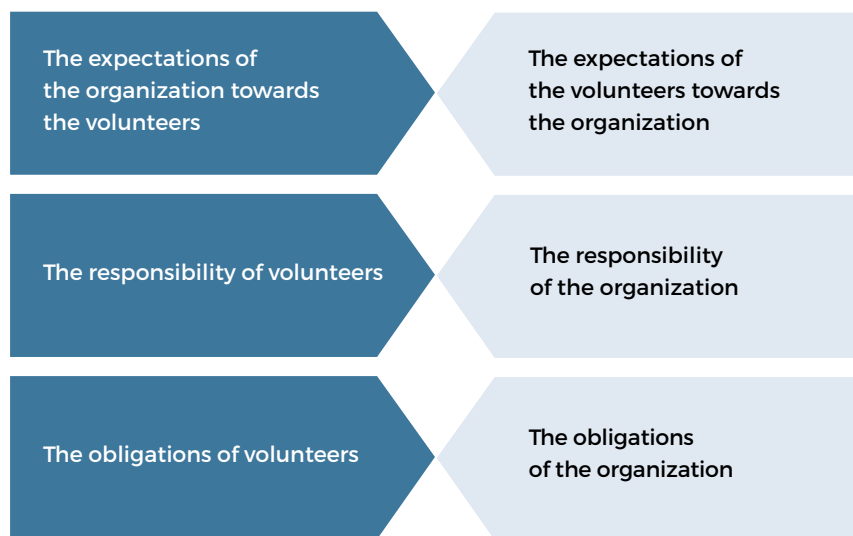 The expectations of
the organization towards
the volunteers
The expectations of
the volunteers towards
the organization
The responsibility of volunteers
The responsibility
of the organization
The obligations of volunteers
The obligations
of the organization